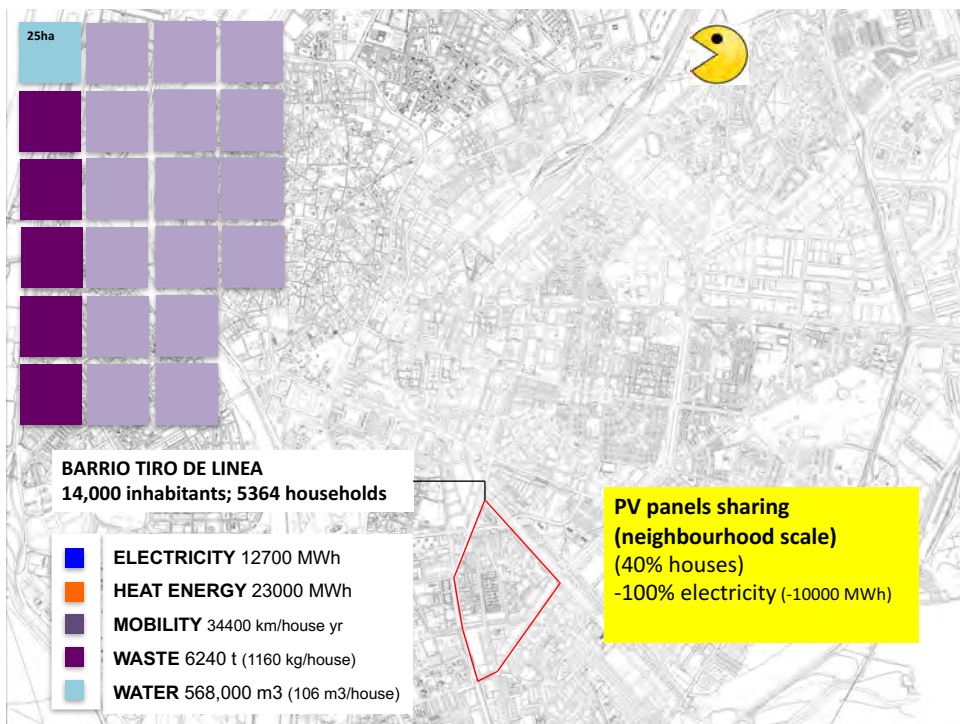 25ha
BARRIO TIRO DE LINEA
14,000 inhabitants; 5364 households
ELECTRICITY 12700 MWh
HEAT ENERGY 23000 MWh
MOBILITY 34400 km/house yr
WASTE 6240 t (1160 kg/house)
WATER 568,000 m3 (106 m3/house)
PV panels sharing
(neighbourhood scale)
(40% houses)
-100% electricity (-10000 MWh)